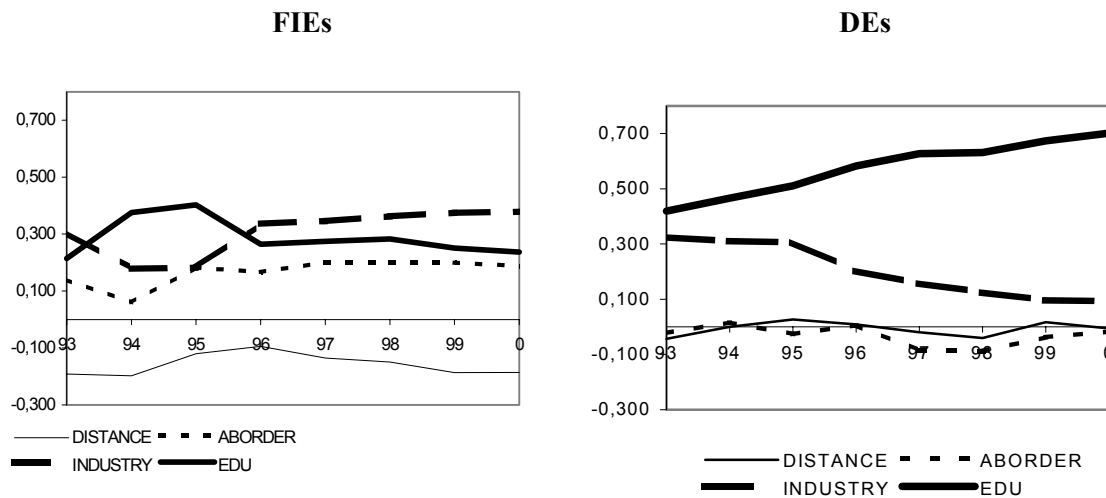 FIEs
0,700
0,500
0,300
0,100
-0,100
-0,300
93 94 95 96 97 98 99 0
DISTANCE ABORDER
INDUSTRY EDU
DEs
0,700
0,500
0,300
0,100
-0,100
-0,300
93 94 95 96 97 98 99 0
DISTANCE ABORDER
INDUSTRY EDU